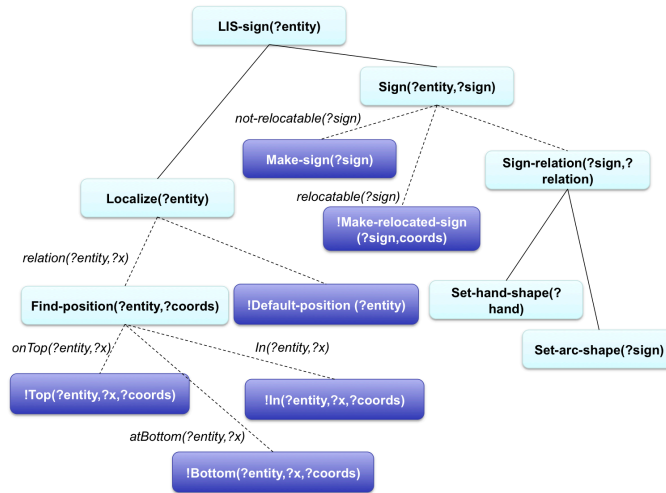 LIS-sign(?entity)
Sign(?entity,?sign)
not-relocatable(?sign)
Make-sign(?sign)
Sign-relation(?sign,?
relation)
Localize(?entity)
relocatable(?sign)
!Make-relocated-sign
(?sign,coords)
relation(?entity,?x)
Find-position(?entity,?coords)
!Default-position (?entity)
Set-hand-shape(?
hand)
onTop(?entity,?x)
In(?entity,?x)
Set-arc-shape(?sign)
!Top(?entity,?x,?coords)
!In(?entity,?x,?coords)
atBottom(?entity,?x)
!Bottom(?entity,?x,?coords)